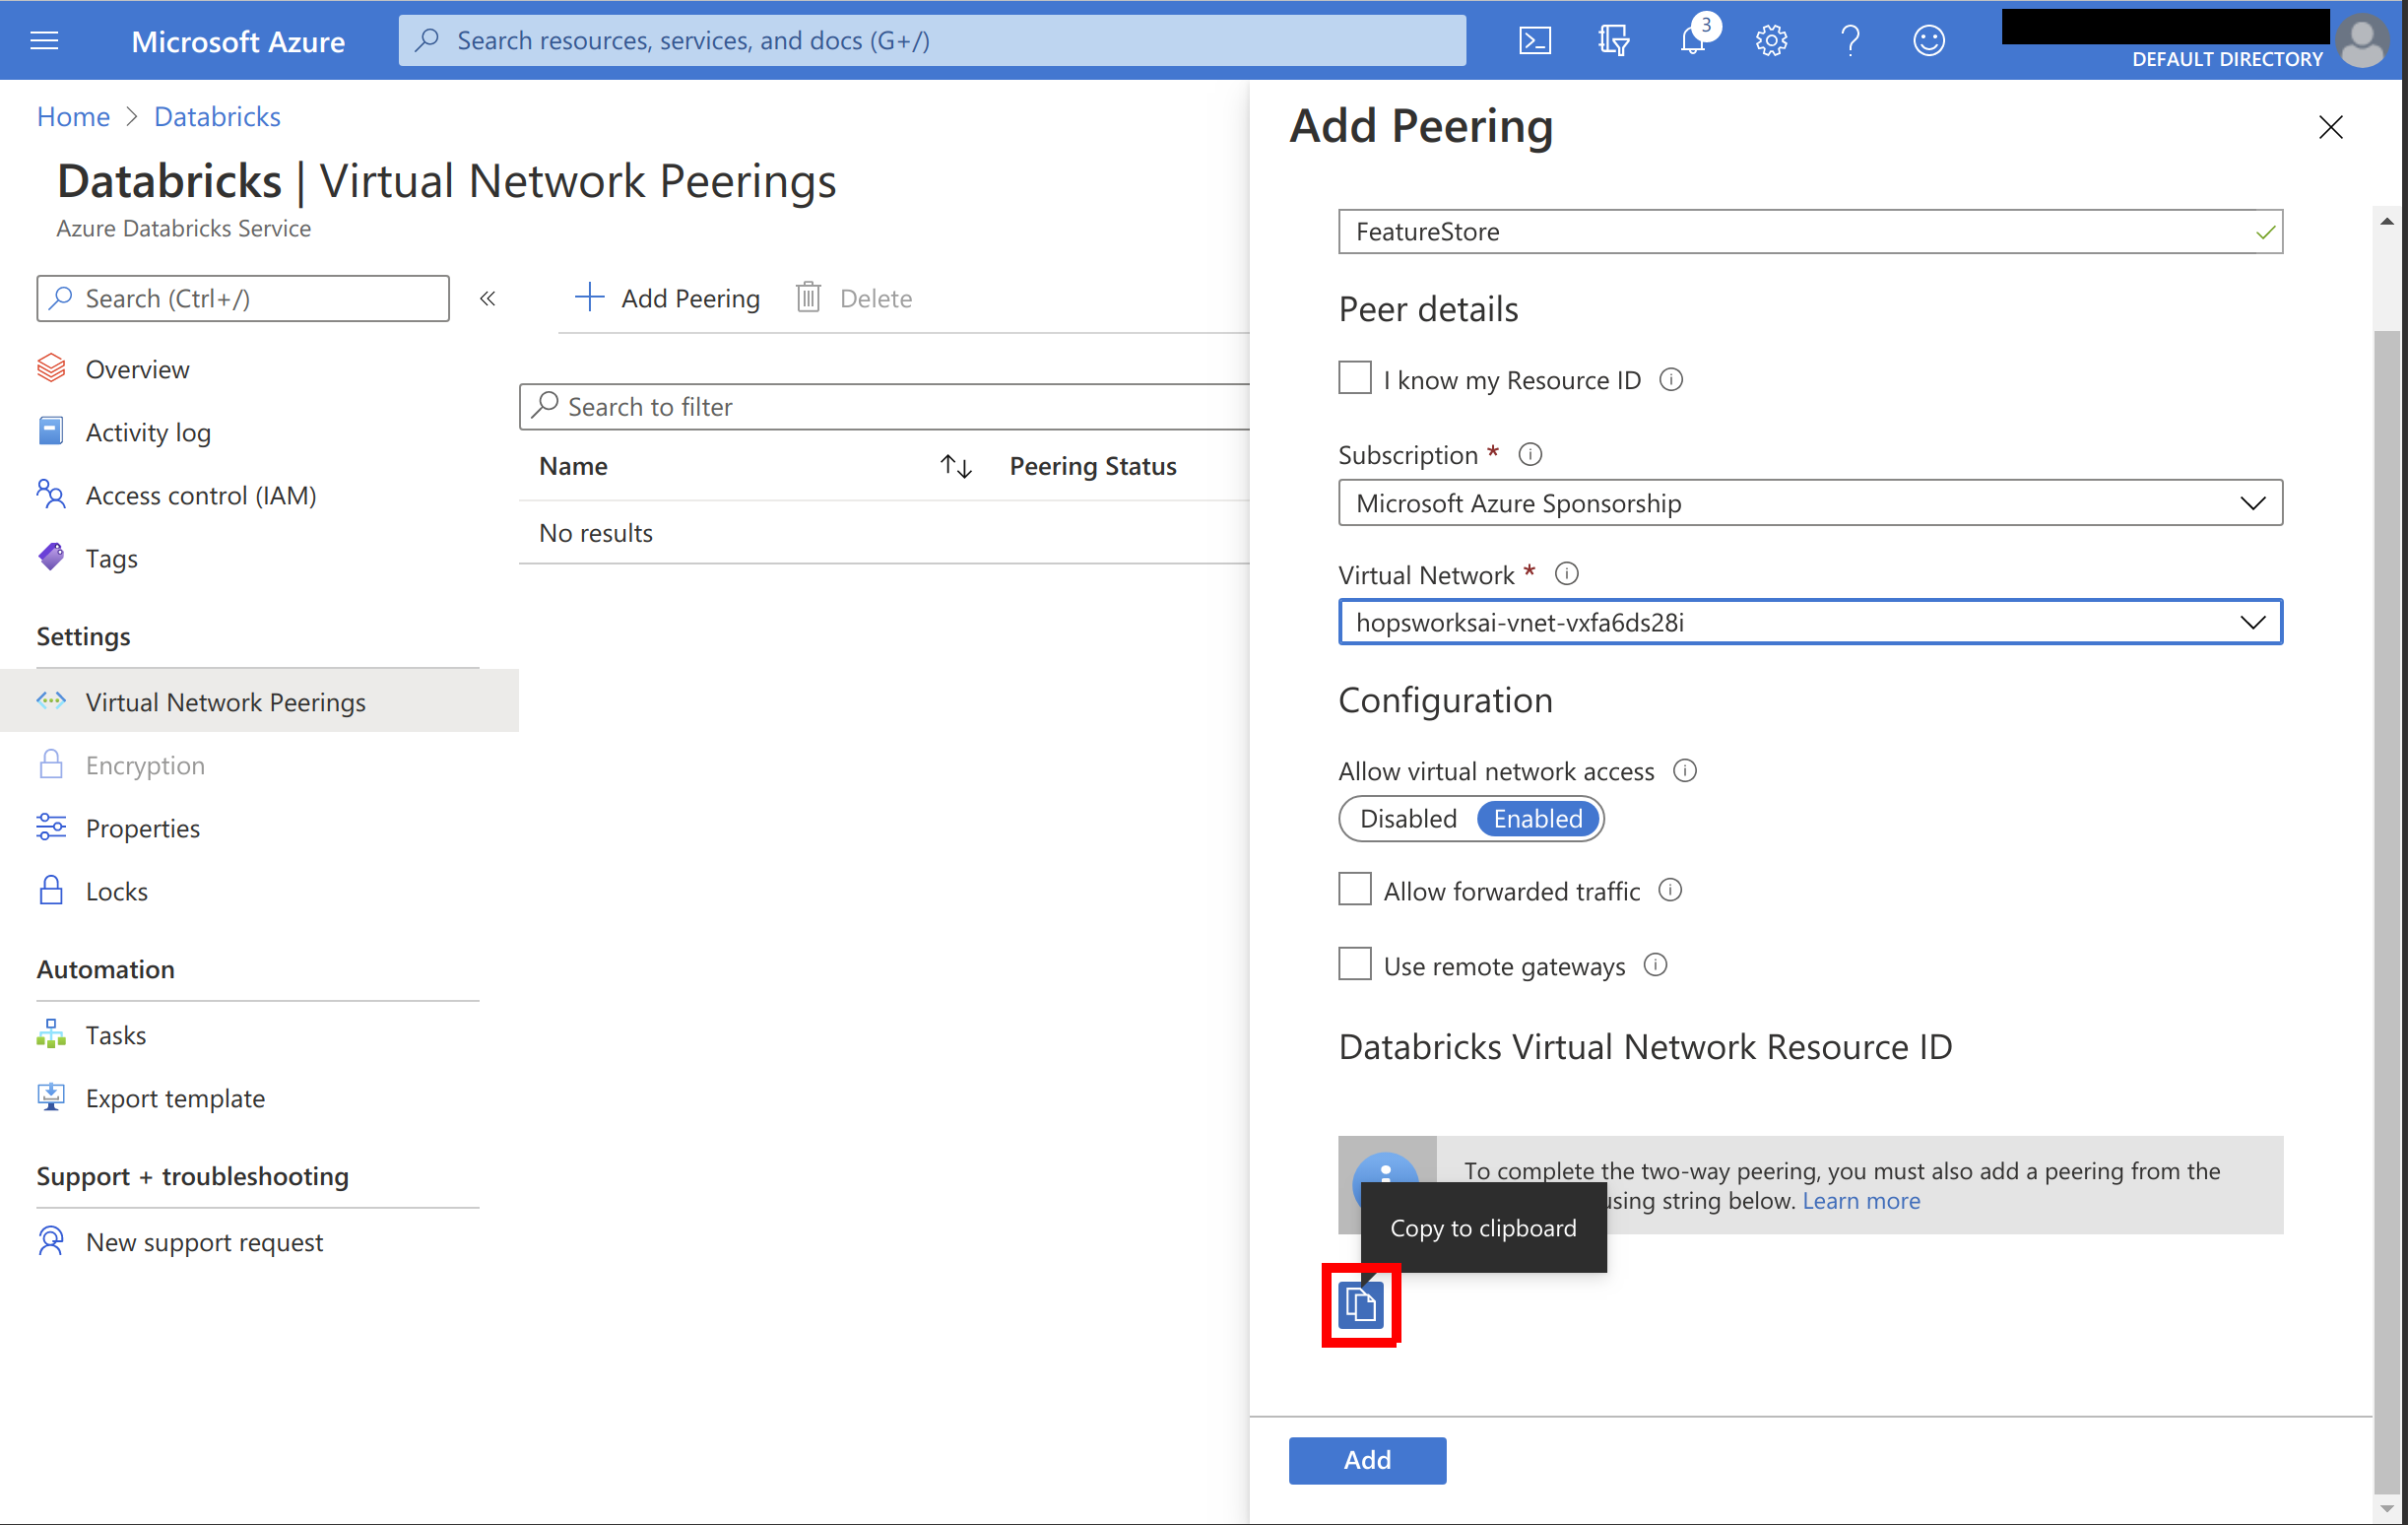 Microsoft Azure
Search resources, services, and docs (G+/)
3
DEFAULT DIRECTORY
Home > Databricks
Databricks | Virtual Network Peerings
Azure Databricks Service
Search (Ctrl+/)
«
Overview
Activity log
Access control (IAM)
Tags
Settings
Virtual Network Peerings
Encryption
Properties
Locks
Automation
Tasks
Export template
Support + troubleshooting
New support request
Add Peering
Delete
Search to filter
Name
Peering Status
No results
Add Peering
FeatureStore
Peer details
I know my Resource ID
Subscription *
Microsoft Azure Sponsorship
Virtual Network *
hopsworksai-vnet-vxfa6ds28i
Configuration
Allow virtual network access
Disabled Enabled
Allow forwarded traffic
Use remote gateways
Databricks Virtual Network Resource ID
To complete the two-way peering, you must also add a peering from the
using string below. Learn more
Copy to clipboard
Add